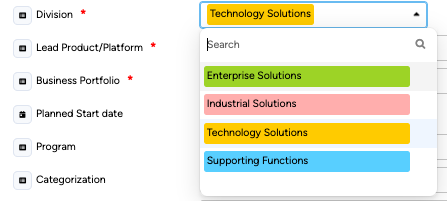 Division *
Technology Solutions
Lead Product/Platform *
Search
Business Portfolio *
Enterprise Solutions
Industrial Solutions
Planned Start date
Technology Solutions
Program
Supporting Functions
Categorization